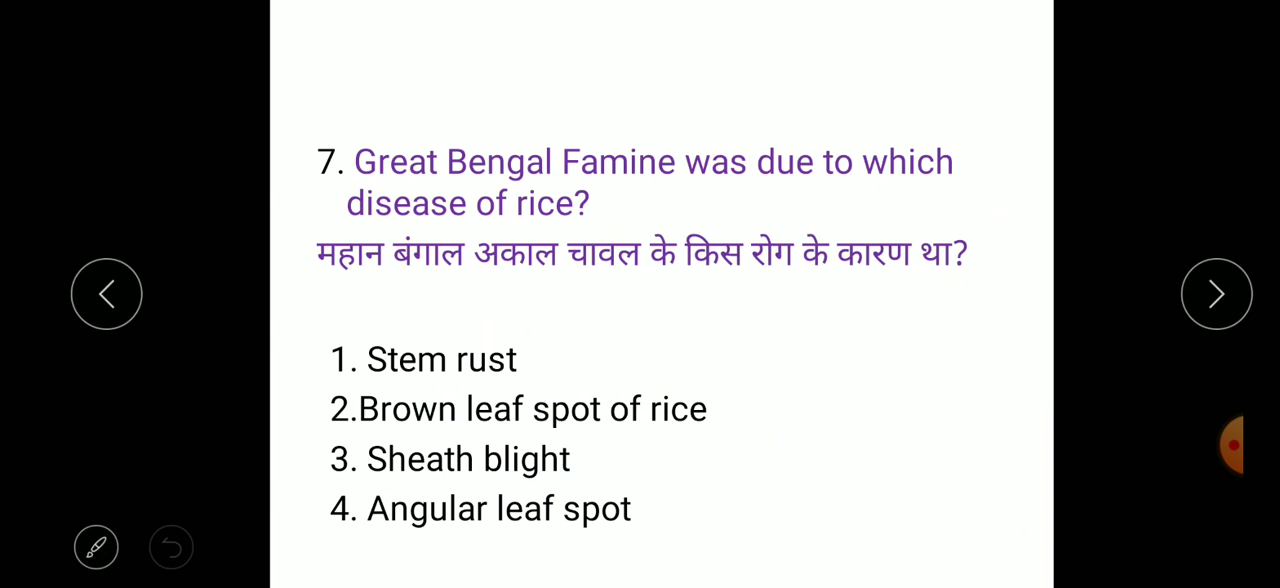 7. Great Bengal Famine was due to which
disease of rice?
महान बंगाल अकाल चावल के किस रोग के कारण था?
1. Stem rust
2.Brown leaf spot of rice
3. Sheath blight
4. Angular leaf spot